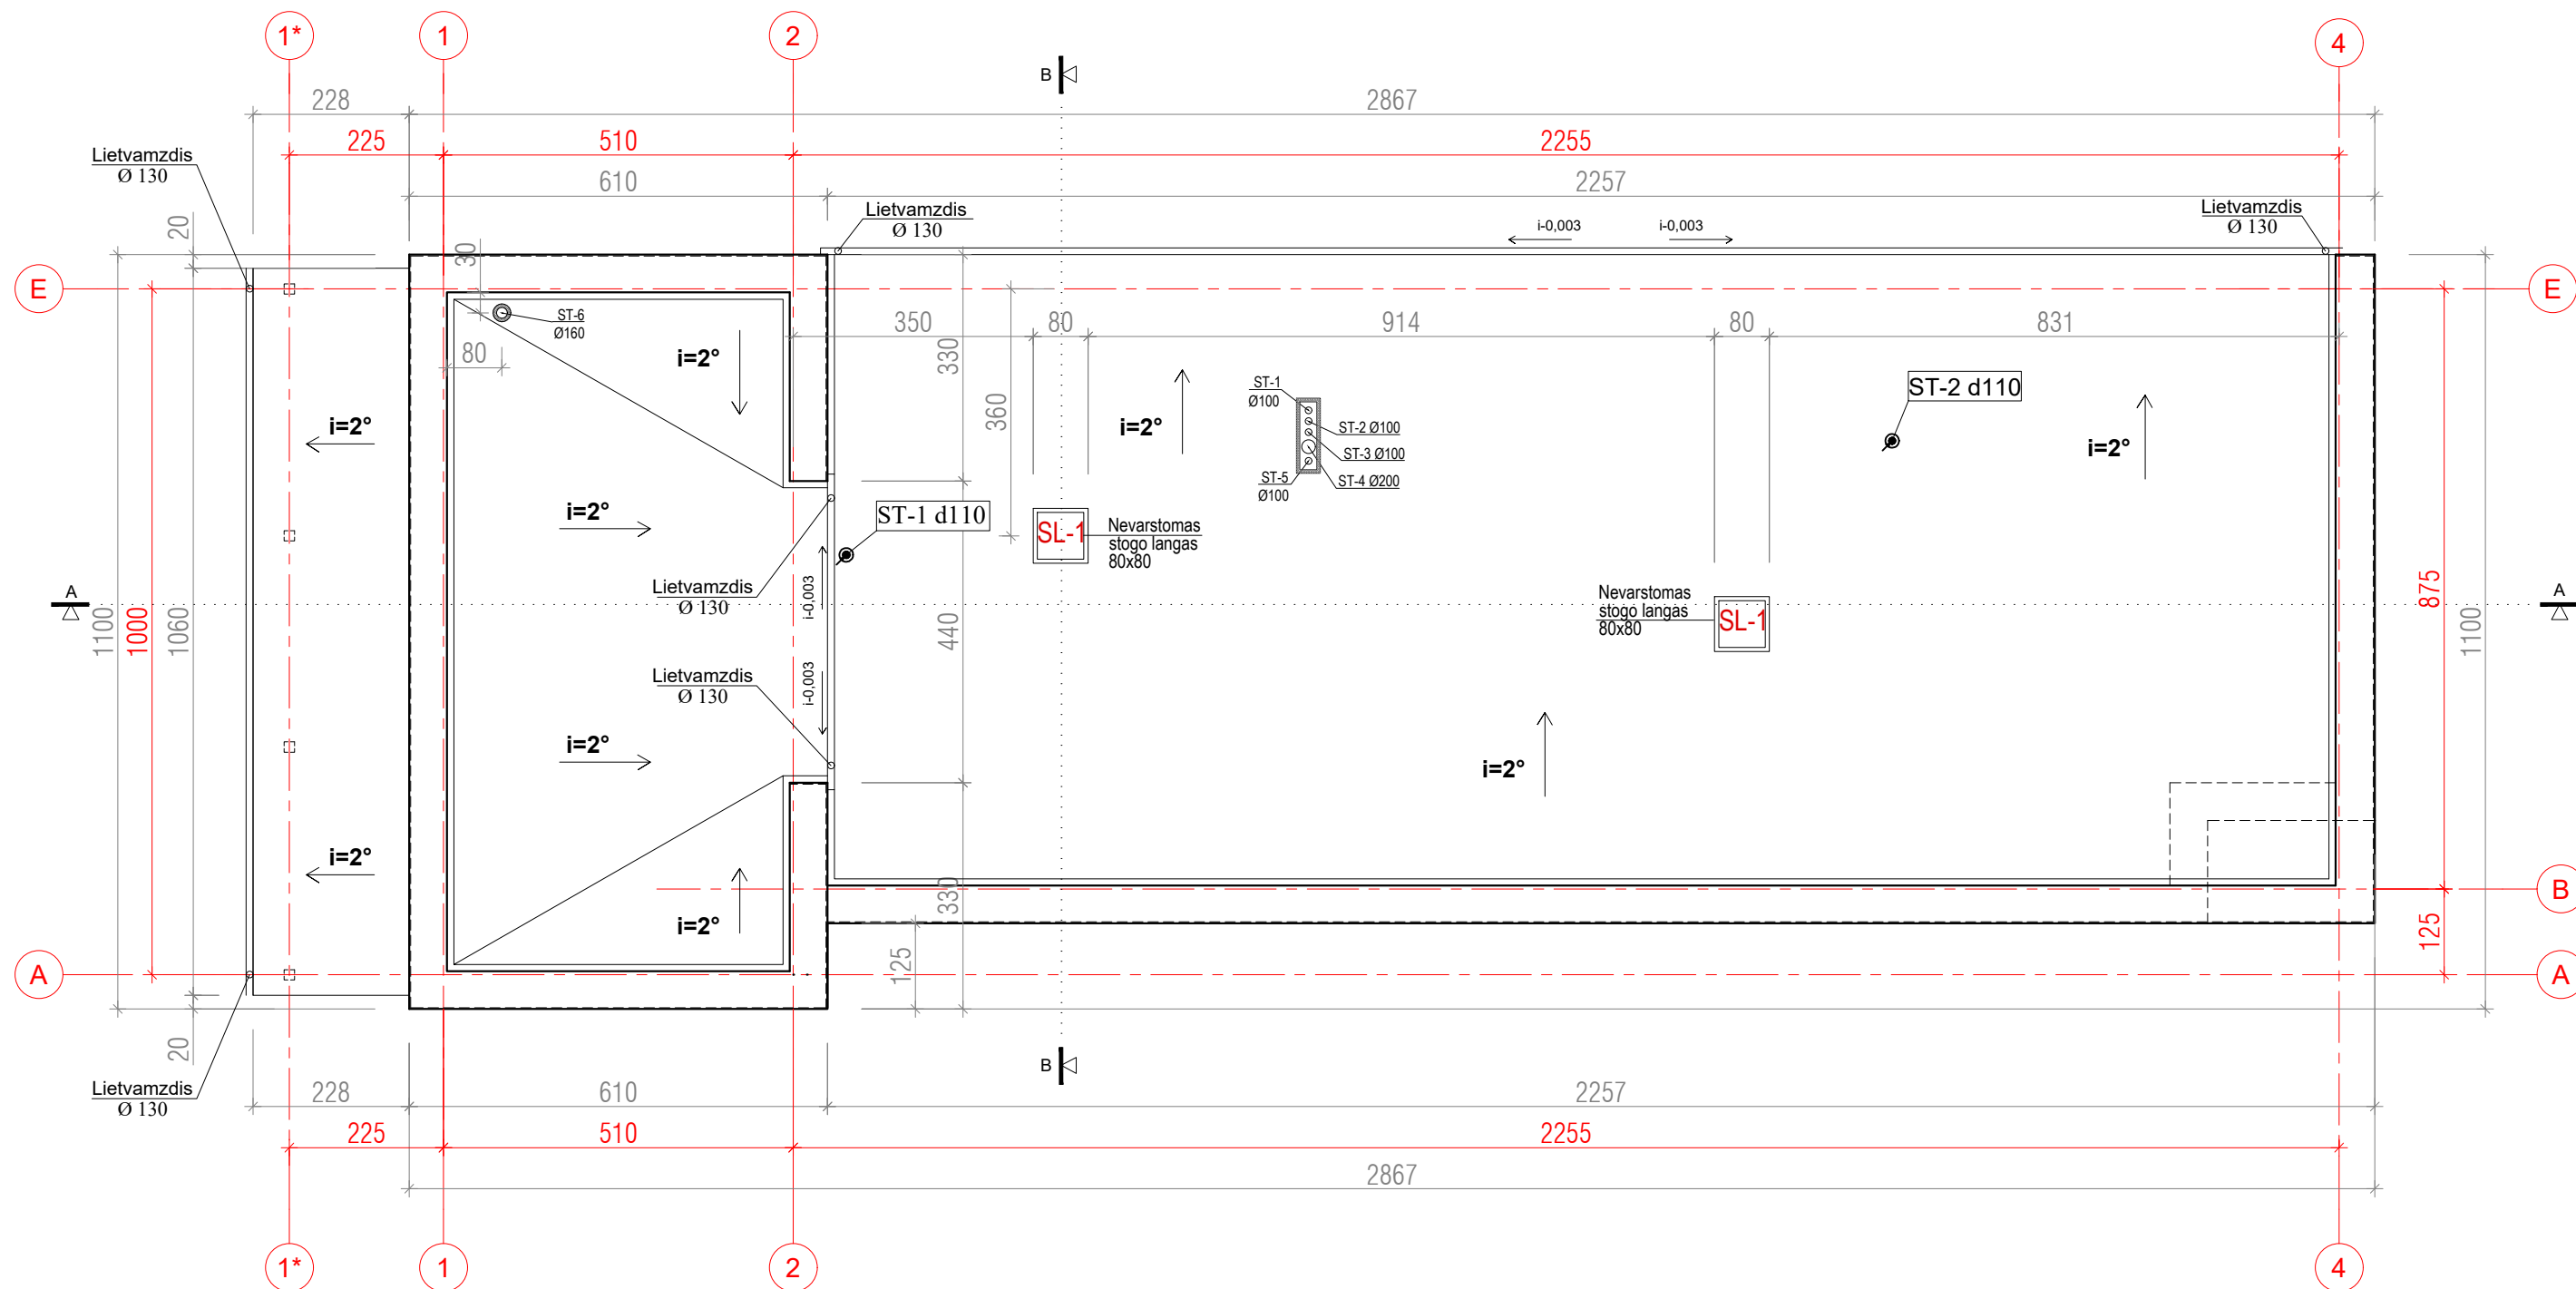 1*
1
2
4
B
228
2867
225
510
2255
610
2257
Lietvamzdis
Ø 130
Lietvamzdis
Ø 130
i-0,003
i-0,003
Lietvamzdis
Ø 130
20
30
E
E
ST-6
Ø160
80
i=2°
350
80
914
80
831
330
360
ST-1
Ø100
ST-2 Ø100
ST-3 Ø100
ST-4 Ø200
ST-5
Ø100
ST-2 d110
i=2°
i=2°
i=2°
i=2°
ST-1 d110
SL-1
Nevarstomas
stogo langas
80x80
A
A
Lietvamzdis
Ø 130
i-0,003
Nevarstomas
stogo langas
80x80
SL-1
1100
1000
1060
440
875
1100
Lietvamzdis
Ø 130
i-0,003
i=2°
i=2°
i=2°
i=2°
330
B
125
125
A
A
20
B
Lietvamzdis
Ø 130
228
610
2257
225
510
2255
2867
1*
1
2
4